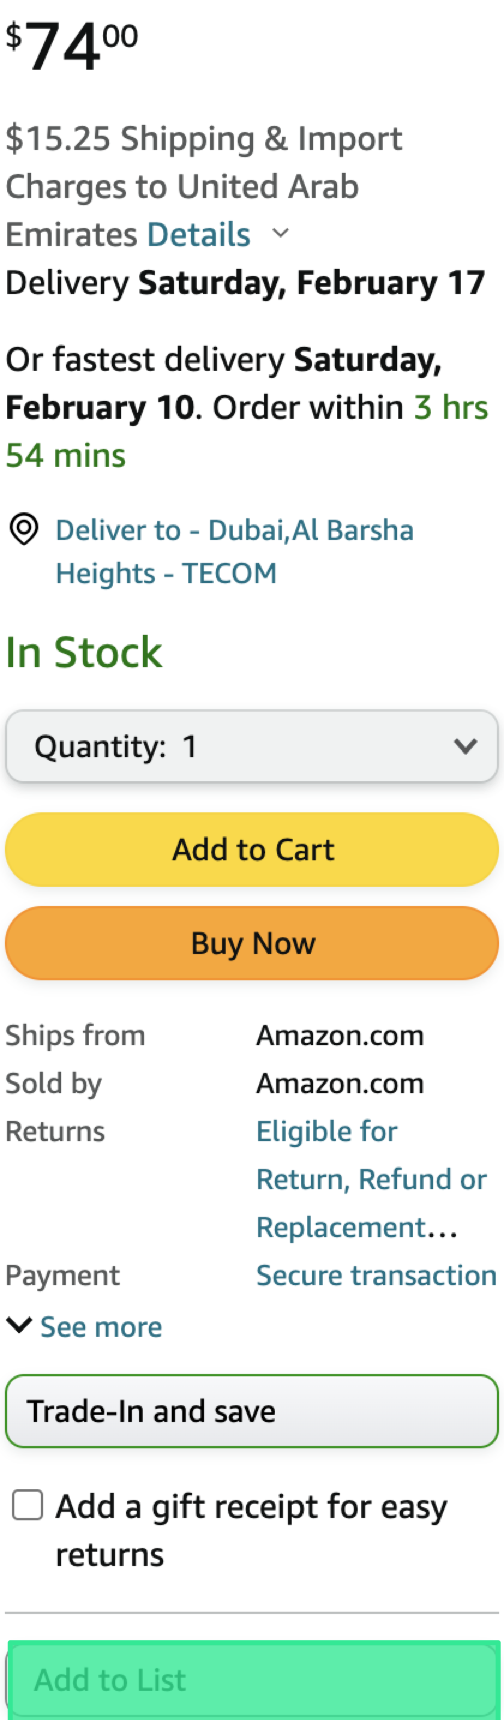 $74.00
$15.25 Shipping & Import
Charges to United Arab
Emirates Details
Delivery Saturday, February 17
Or fastest delivery Saturday,
February 10. Order within 3 hrs
54 mins
Deliver to - Dubai,Al Barsha
Heights - TECOM
In Stock
Quantity: 1
Add to Cart
Buy Now
Ships from Amazon.com
Sold by Amazon.com
Returns Eligible for
Return, Refund or
Replacement...
Payment Secure transaction
See more
Trade-In and save
Add a gift receipt for easy
returns
Add to List